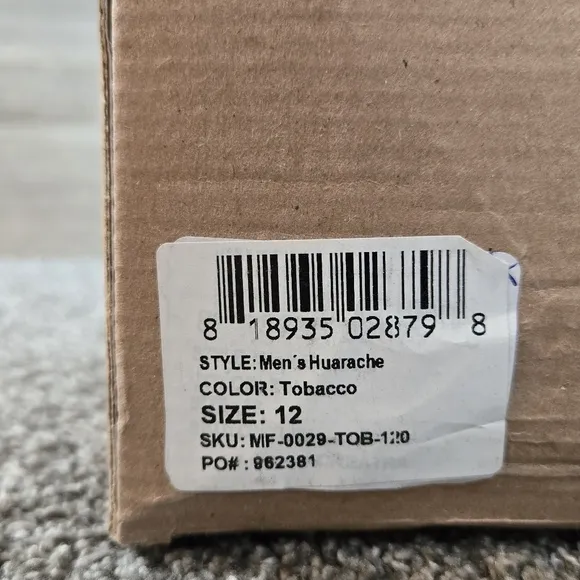 8 18935 02879 8
STYLE: Men´s Huarache
COLOR: Tobacco
SIZE: 12
SKU: MF-0029-TOB-120
PO# : 962381